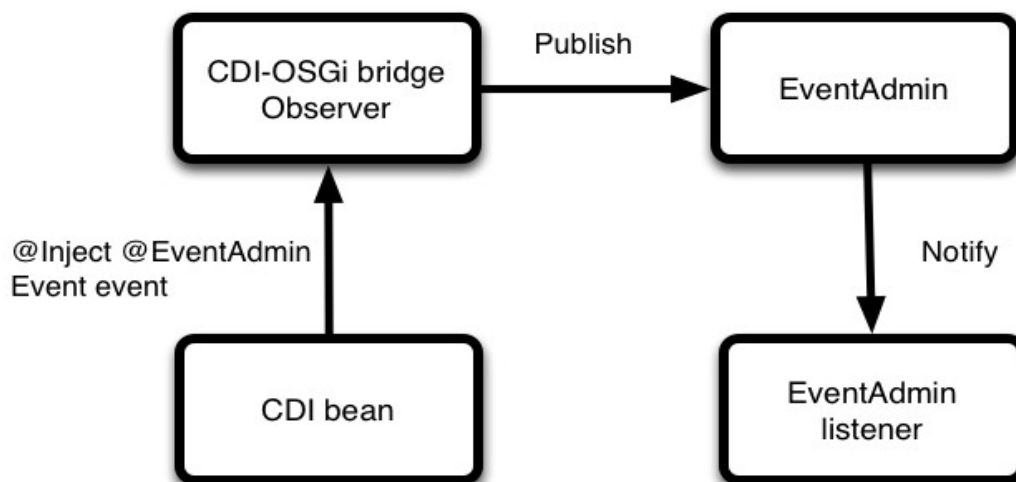 Publish
CDI-OSGi bridge
Observer
EventAdmin
@Inject @EventAdmin
Event event
Notify
CDI bean
EventAdmin
listener